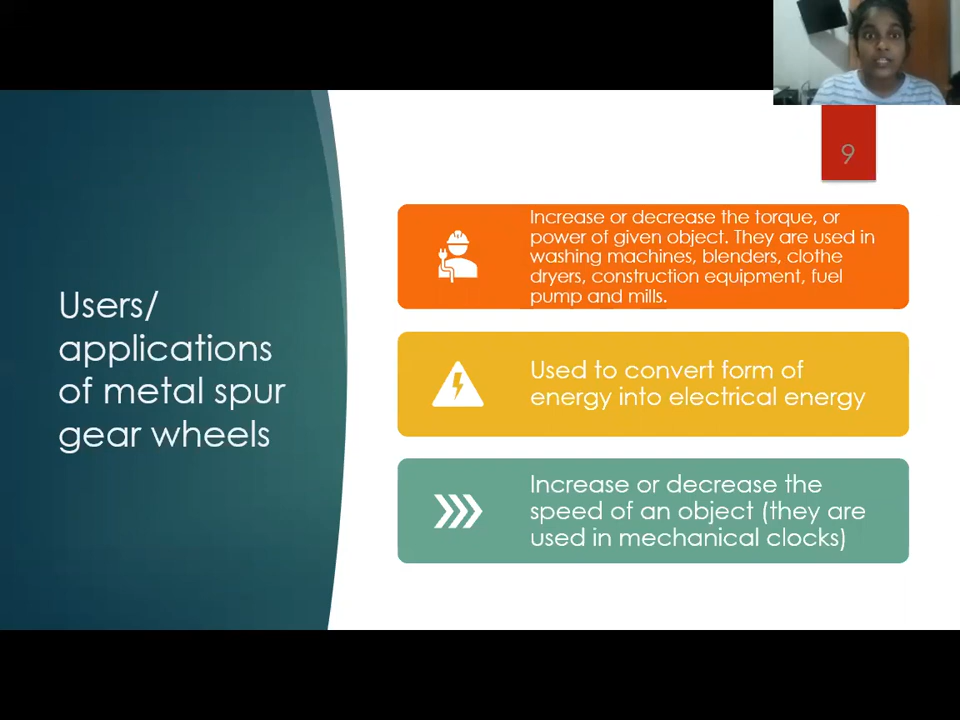 9
Users/
applications
of metal spur
gear wheels
Increase or decrease the torque, or
power of given object. They are used in
washing machines, blenders, clothe
dryers, construction equipment, fuel
pump and mills.
Used to convert form of
energy into electrical energy
Increase or decrease the
speed of an object (they are
used in mechanical clocks)